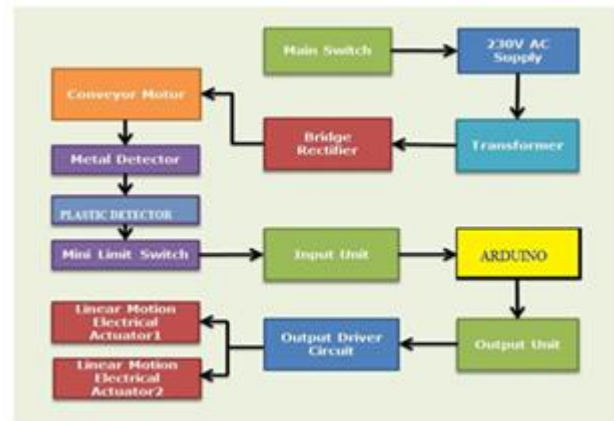 Main Switch
230V AC
Supply
Conveyor Motor
Bridge
Rectifier
Transformer
Metal Detector
PLASTIC DETECTOR
Mini Limit Switch
Input Unit
ARDUINO
Linear Motion
Electrical
Actuator1
Output Driver
Circuit
Output Unit
Linear Motion
Electrical
Actuator2